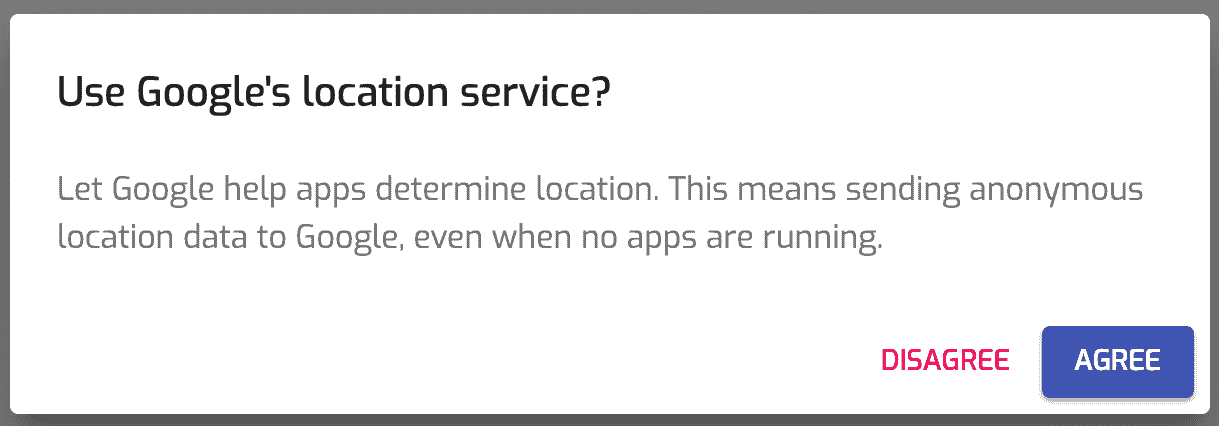 Use Google's location service?
Let Google help apps determine location. This means sending anonymous
location data to Google, even when no apps are running.
DISAGREE AGREE